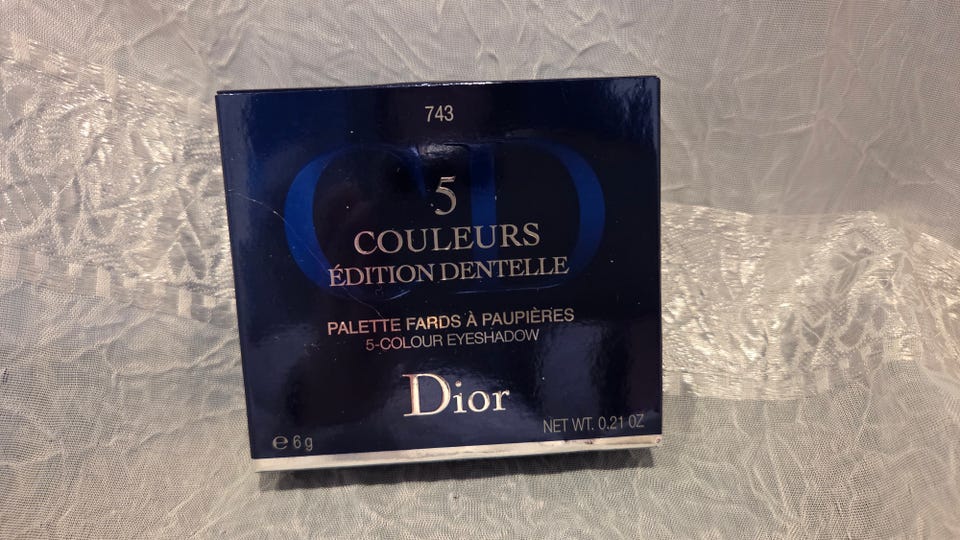 743
5
COULEURS
ÉDITION DENTELLE
PALETTE FARDS À PAUPIÈRES
5-COLOUR EYESHADOW
Dior
℮ 6 g
NET WT. 0.21 OZ